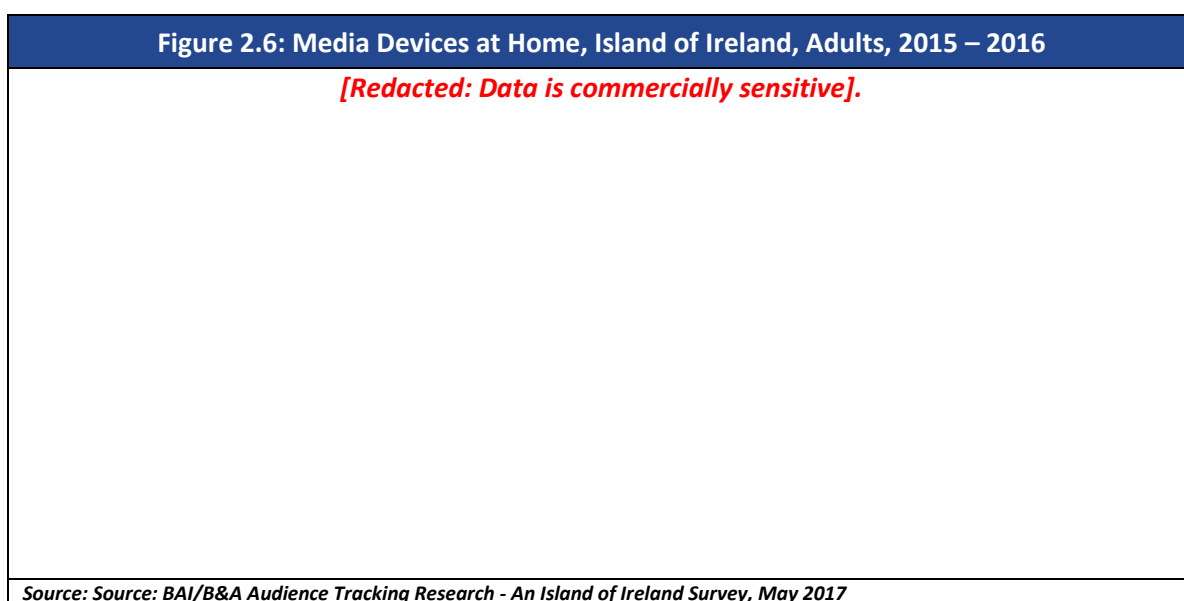 Figure 2.6: Media Devices at Home, Island of Ireland, Adults, 2015 – 2016
[Redacted: Data is commercially sensitive].
Source: Source: BAI/B&A Audience Tracking Research - An Island of Ireland Survey, May 2017